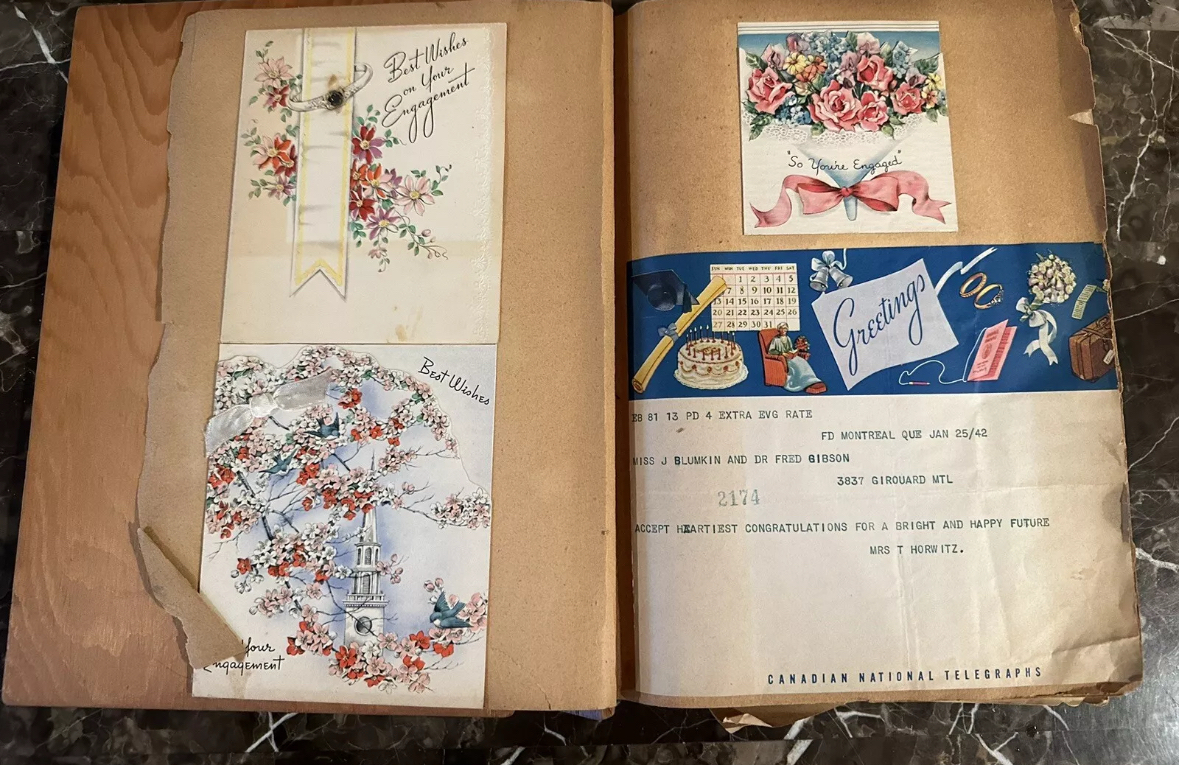 Best Wishes
on Your
Engagement
Best Wishes
Your
Engagement
"So You're Engaged"
SUN MON TUE WED THU FRI SAT
1 2 3 4 5
7 8 9 10 11 12
13 14 15 16 17 18 19
20 21 22 23 24 25 26
27 28 29 30 31
Greetings
EB 81 13 PD 4 EXTRA EVG RATE
FD MONTREAL QUE JAN 25/42
MISS J BLUMKIN AND DR FRED GIBSON
3837 GIROUARD MTL
2174
ACCEPT HEARTIEST CONGRATULATIONS FOR A BRIGHT AND HAPPY FUTURE
MRS T HORWITZ.
CANADIAN NATIONAL TELEGRAPHS